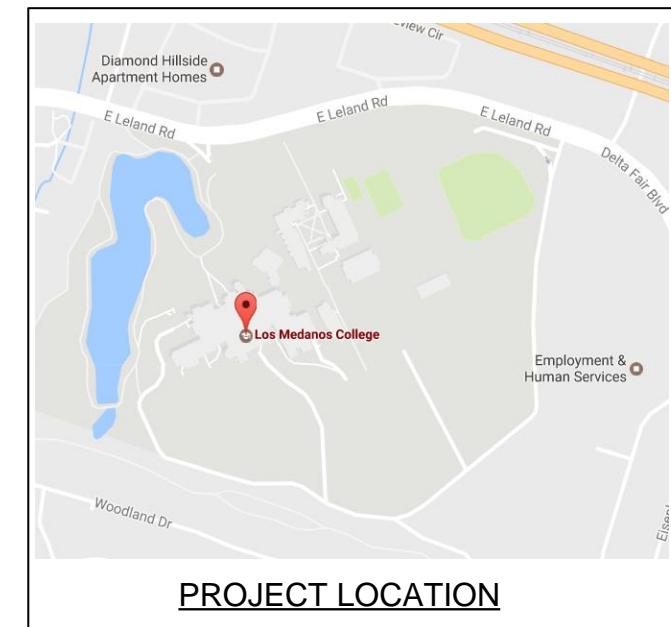 view Cir
Diamond Hillside
Apartment Homes
E Leland Rd
E Leland Rd
E Leland Rd
Delta Fair Blvd
Los Medanos College
Employment &
Human Services
Woodland Dr
PROJECT LOCATION